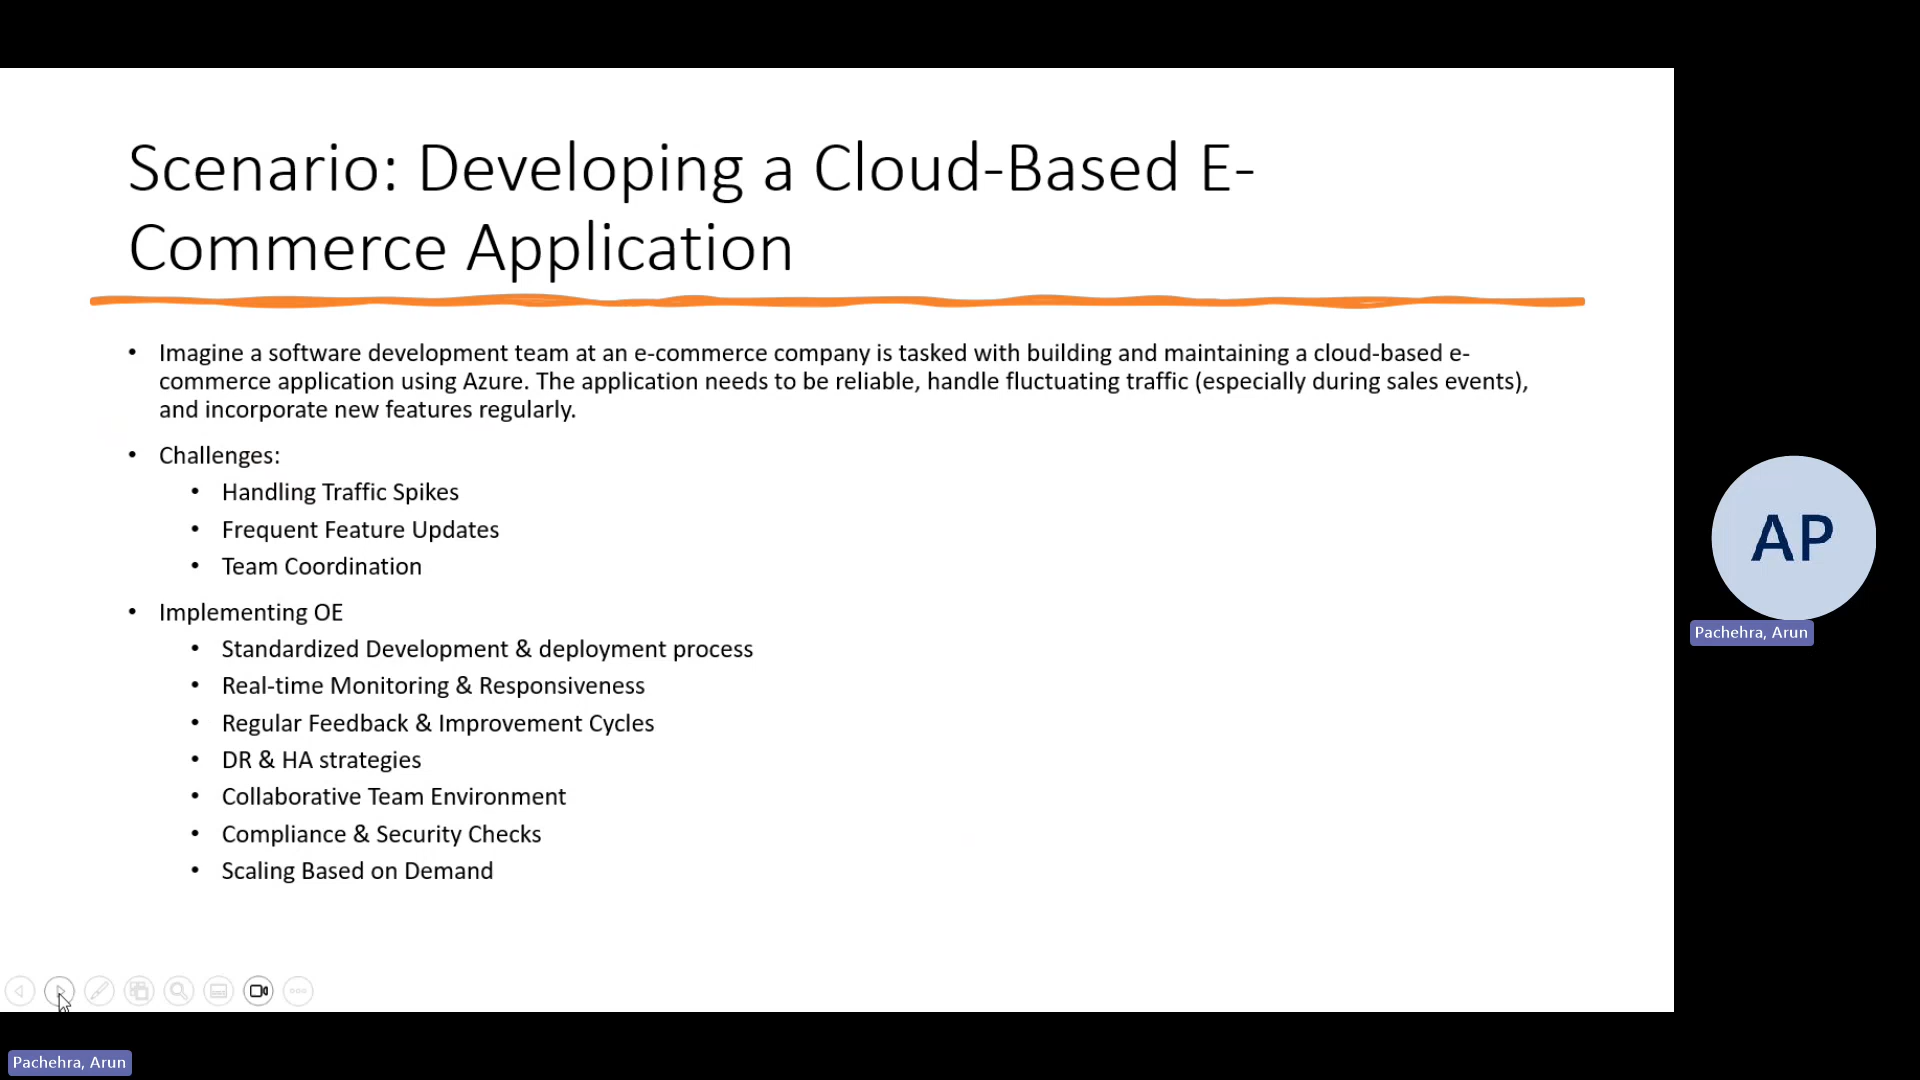 Scenario: Developing a Cloud-Based E-
Commerce Application
• Imagine a software development team at an e-commerce company is tasked with building and maintaining a cloud-based e-
commerce application using Azure. The application needs to be reliable, handle fluctuating traffic (especially during sales events),
and incorporate new features regularly.
• Challenges:
• Handling Traffic Spikes
• Frequent Feature Updates
• Team Coordination
• Implementing OE
• Standardized Development & deployment process
• Real-time Monitoring & Responsiveness
• Regular Feedback & Improvement Cycles
• DR & HA strategies
• Collaborative Team Environment
• Compliance & Security Checks
• Scaling Based on Demand
AP
Pachehra, Arun
Pachehra, Arun